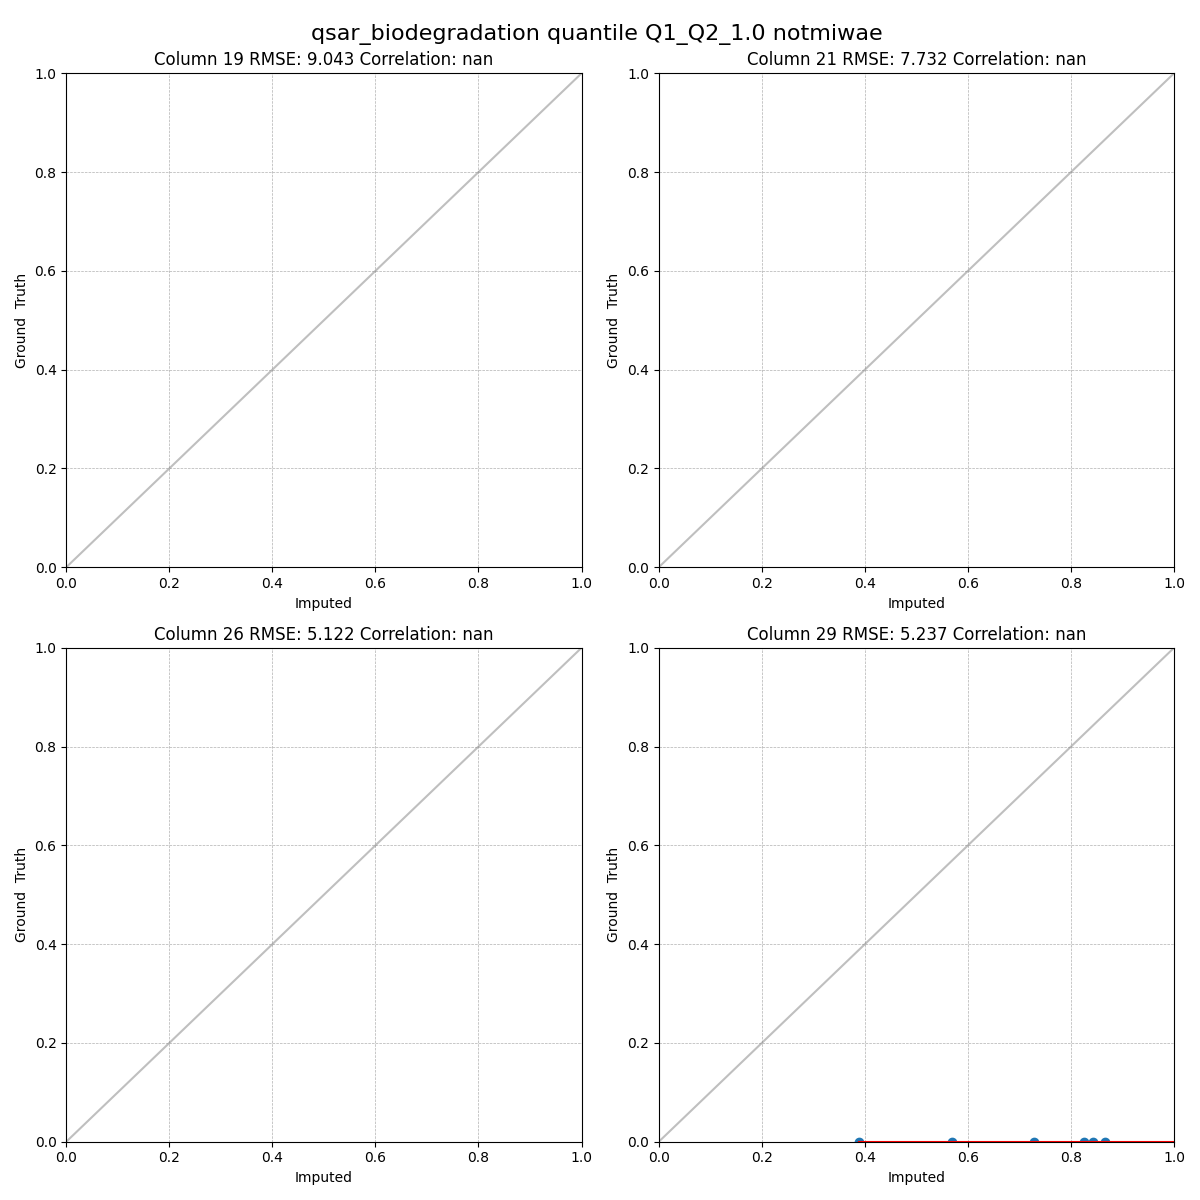 qsar_biodegradation quantile Q1_Q2_1.0 notmiwae
Column 19 RMSE: 9.043 Correlation: nan
1.0
0.8
0.6
0.4
0.2
0.0
Ground Truth
0.0 0.2 0.4 0.6 0.8 1.0
Imputed
Column 21 RMSE: 7.732 Correlation: nan
1.0
0.8
0.6
0.4
0.2
0.0
Ground Truth
0.0 0.2 0.4 0.6 0.8 1.0
Imputed
Column 26 RMSE: 5.122 Correlation: nan
1.0
0.8
0.6
0.4
0.2
0.0
Ground Truth
0.0 0.2 0.4 0.6 0.8 1.0
Imputed
Column 29 RMSE: 5.237 Correlation: nan
1.0
0.8
0.6
0.4
0.2
0.0
Ground Truth
0.0 0.2 0.4 0.6 0.8 1.0
Imputed